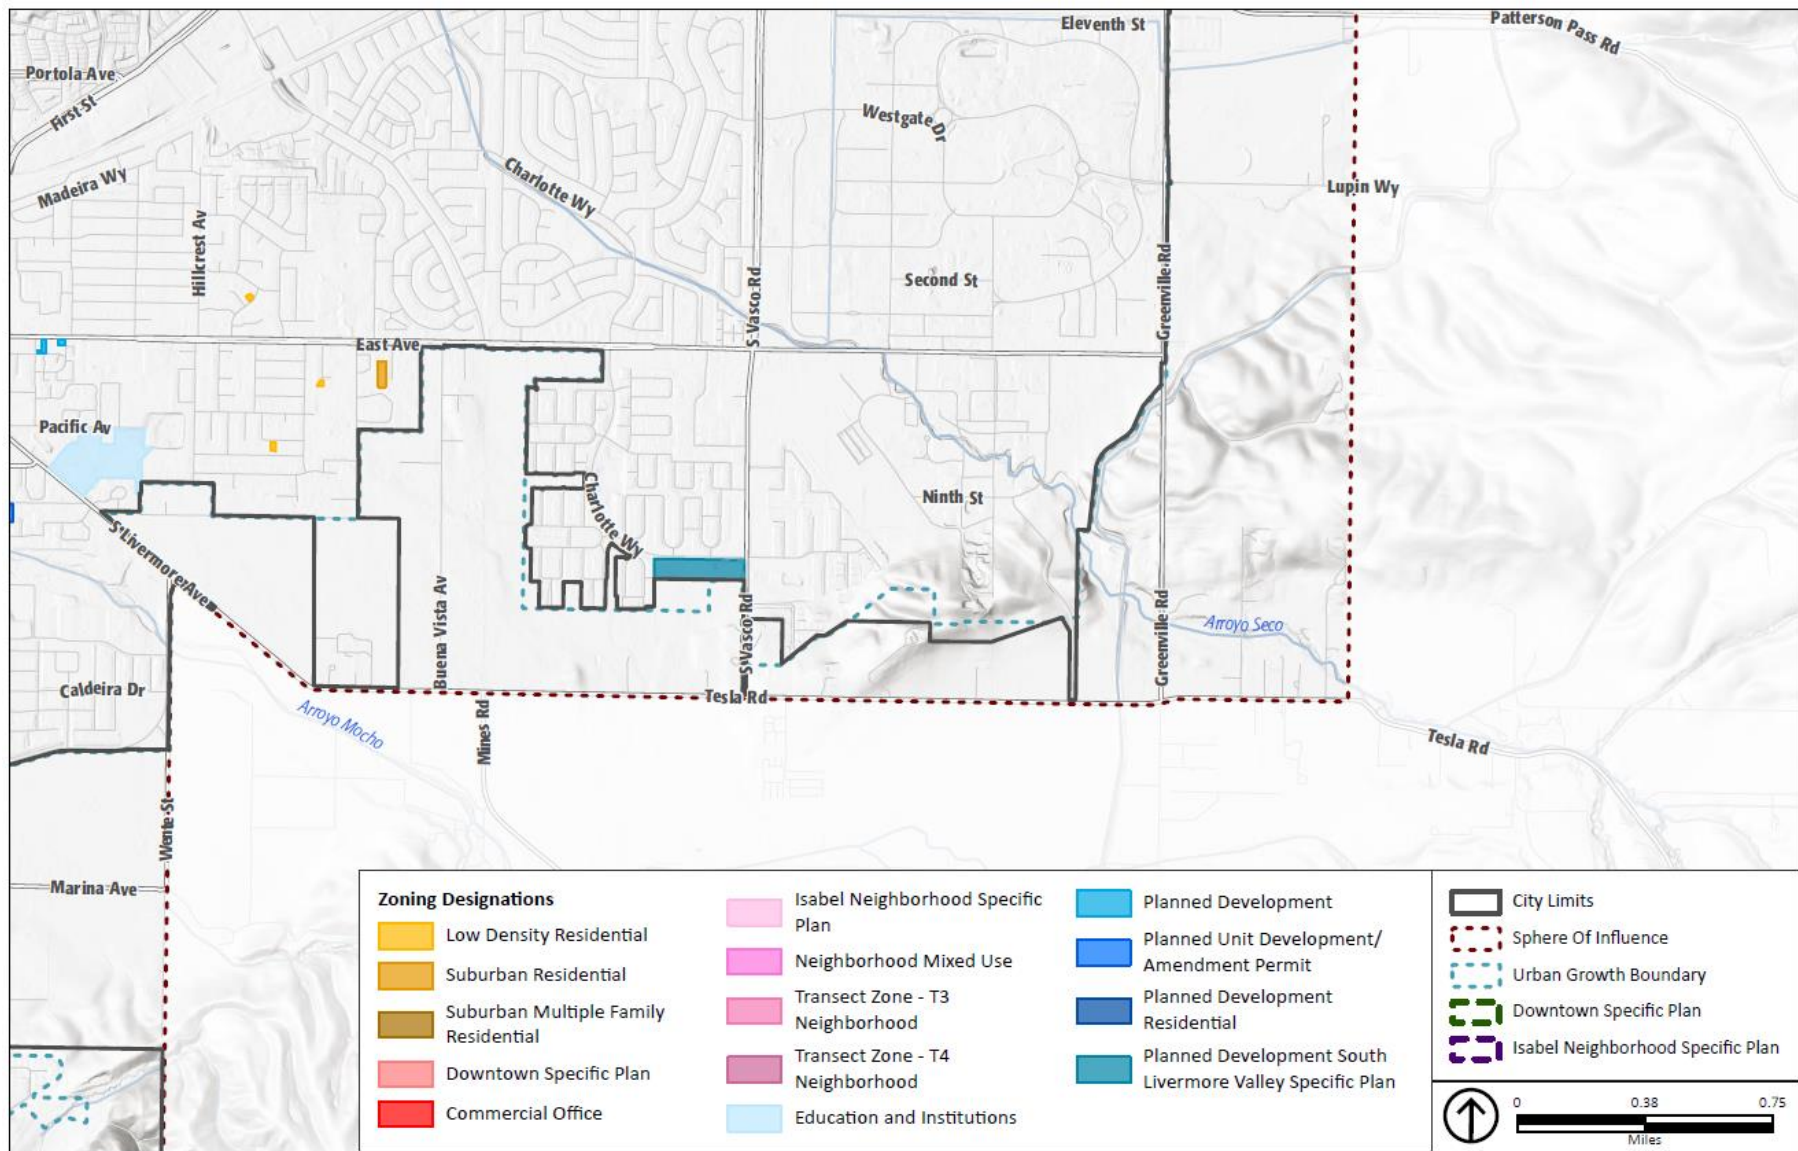 Eleventh St
Patterson Pass Rd
Portola Ave
First St
Westgate Dr
Madeira Wy
Charlotte Wy
Lupin Wy
Hillcrest Av
S Vasco Rd
Second St
Greenville Rd
East Ave
Pacific Av
Charlotte Wy
Ninth St
S Livermore Ave
Buena Vista Av
S Vasco Rd
Greenville Rd
Arroyo Seco
Caldeira Dr
Tesla Rd
Arroyo Mocho
Mines Rd
Tesla Rd
Wente St
Marina Ave
Zoning Designations
Low Density Residential
Suburban Residential
Suburban Multiple Family
Residential
Downtown Specific Plan
Commercial Office
Isabel Neighborhood Specific
Plan
Neighborhood Mixed Use
Transect Zone - T3
Neighborhood
Transect Zone - T4
Neighborhood
Education and Institutions
Planned Development
Planned Unit Development/
Amendment Permit
Planned Development
Residential
Planned Development South
Livermore Valley Specific Plan
City Limits
Sphere Of Influence
Urban Growth Boundary
Downtown Specific Plan
Isabel Neighborhood Specific Plan
0 0.38 0.75
Miles